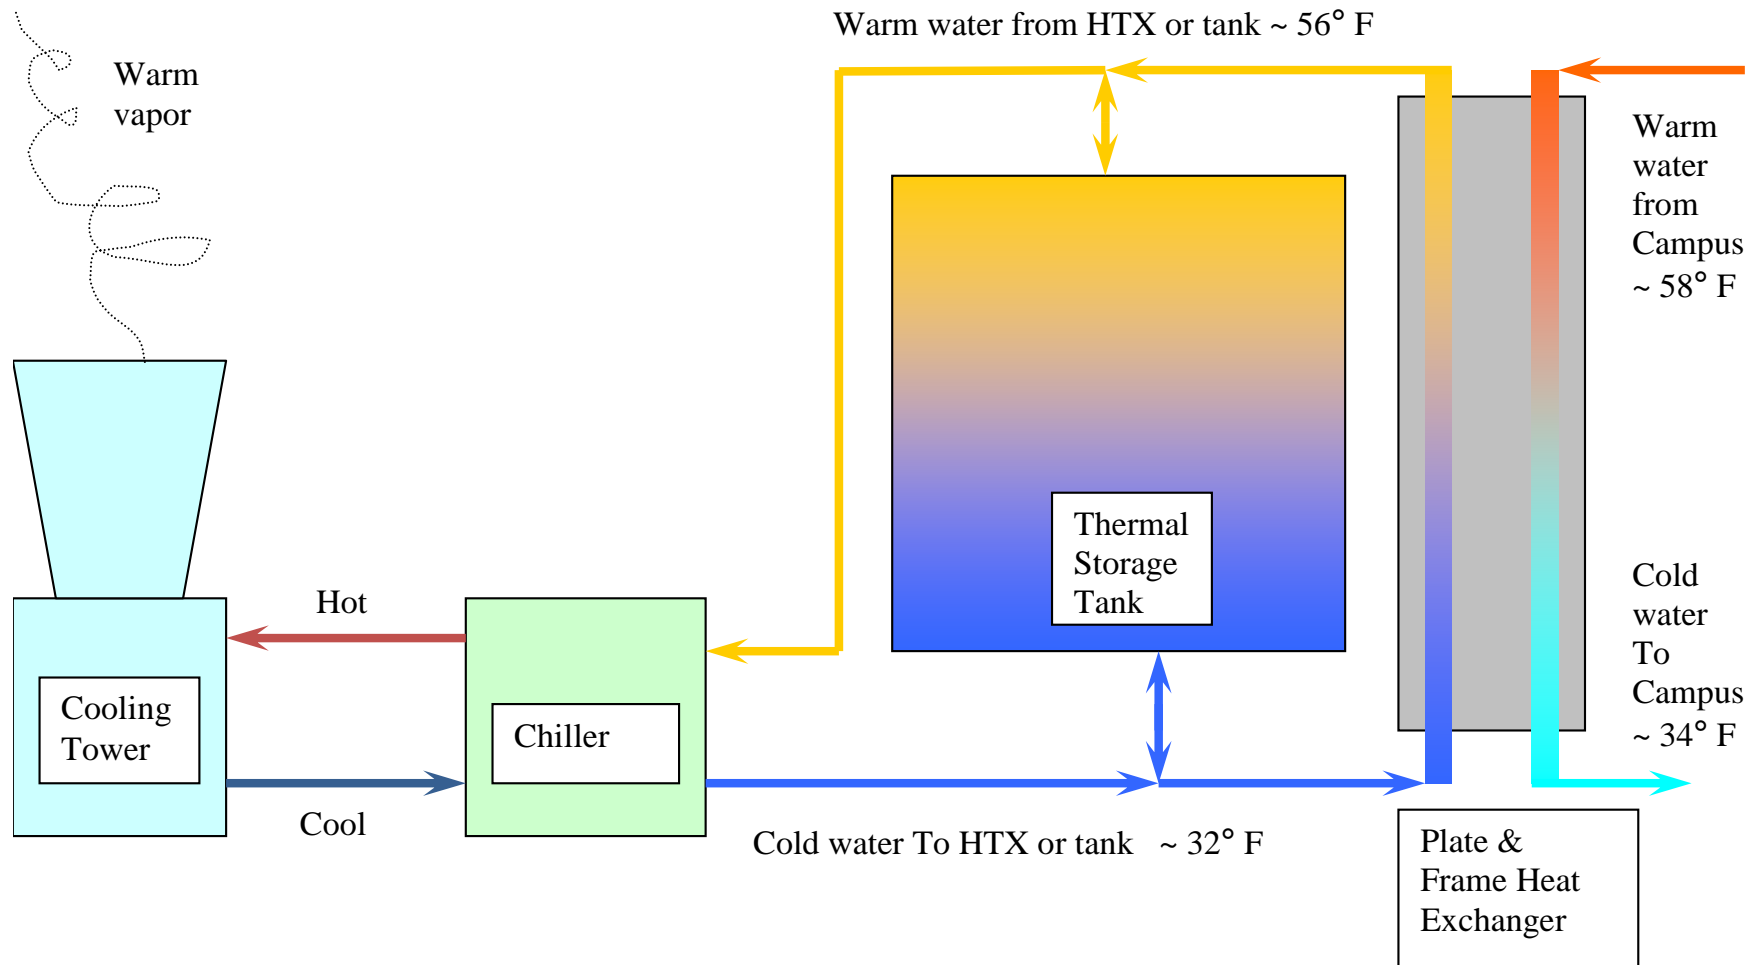 Warm water from HTX or tank ~ 56° F
Warm
vapor
Warm
water
from
Campus
~ 58° F
Thermal
Storage
Tank
Hot
Cooling
Tower
Chiller
Cool
Cold water To HTX or tank ~ 32° F
Cold
water
To
Campus
~ 34° F
Plate &
Frame Heat
Exchanger